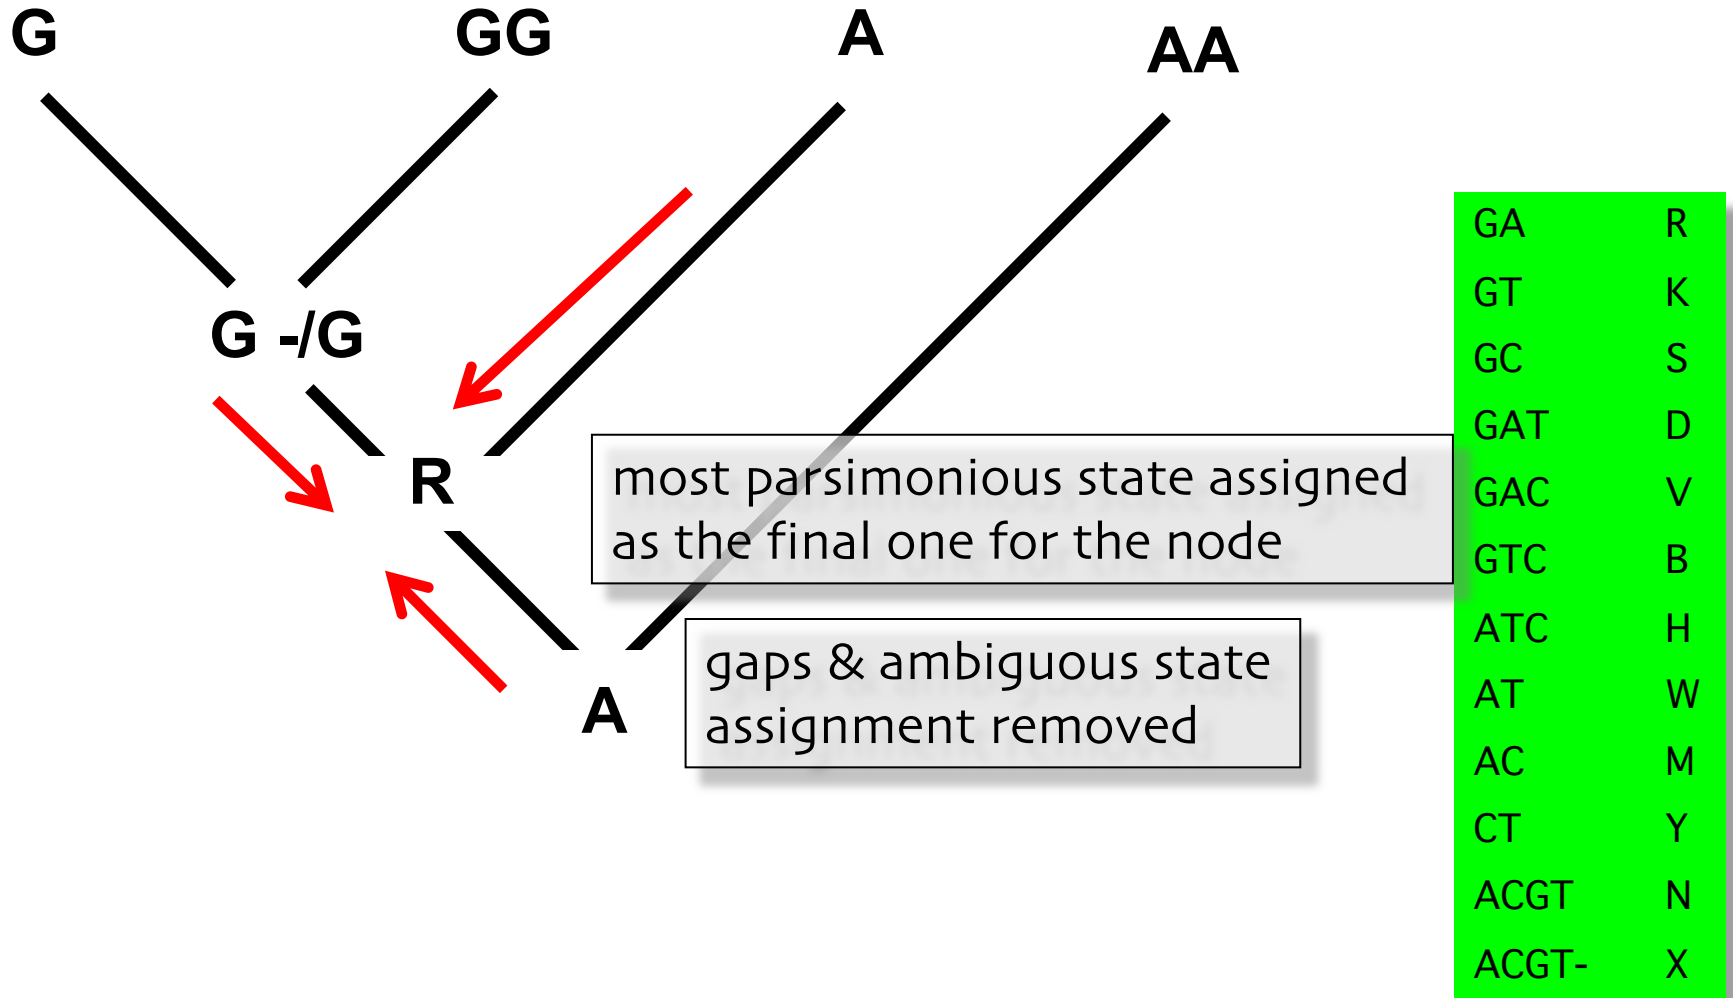 G GG A AA
G -/G
R
most parsimonious state assigned
as the final one for the node
gaps & ambiguous state
assignment removed
A
GA R
GT K
GC S
GAT D
GAC V
GTC B
ATC H
AT W
AC M
CT Y
ACGT N
ACGT- X